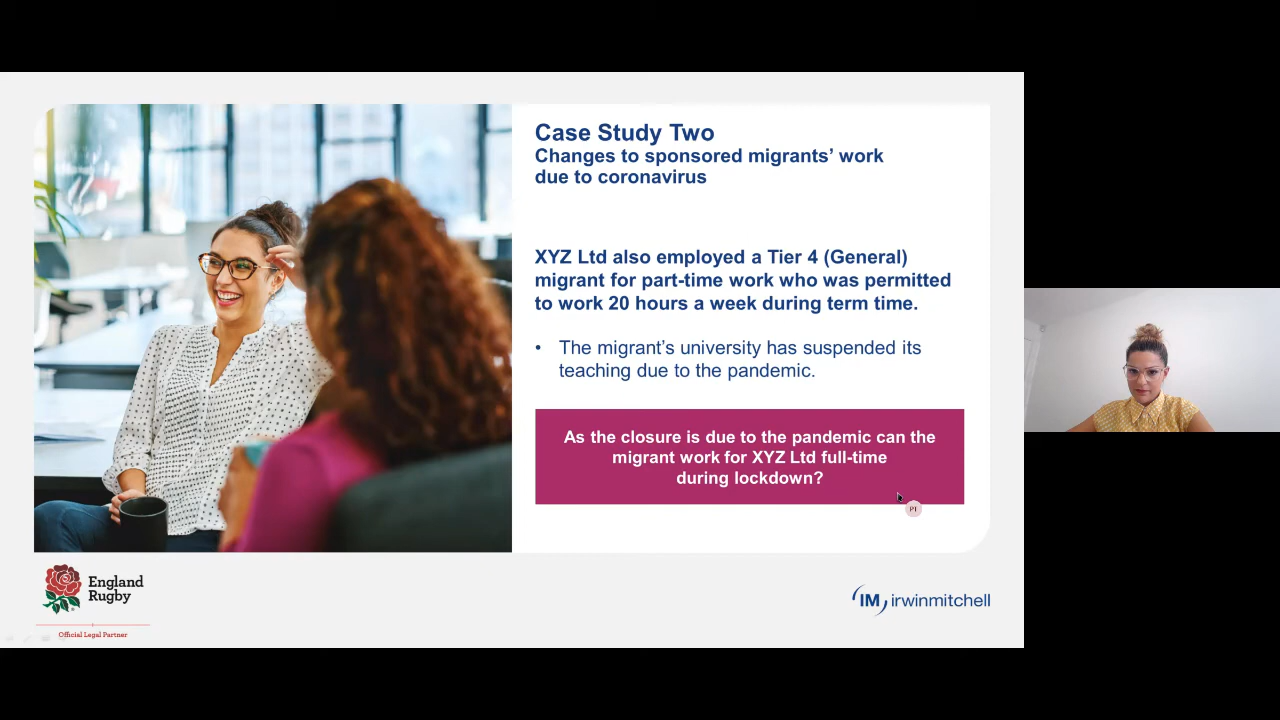 Case Study Two
Changes to sponsored migrants’ work
due to coronavirus
XYZ Ltd also employed a Tier 4 (General)
migrant for part-time work who was permitted
to work 20 hours a week during term time.
• The migrant’s university has suspended its
teaching due to the pandemic.
As the closure is due to the pandemic can the
migrant work for XYZ Ltd full-time
during lockdown?
PT
England
Rugby
Official Legal Partner
IM irwinmitchell